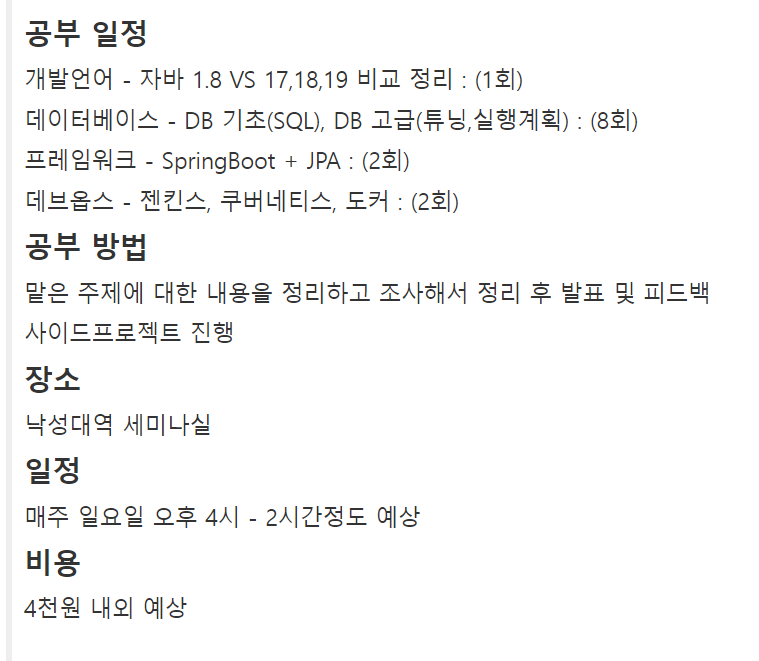 공부 일정
개발언어 - 자바 1.8 VS 17,18,19 비교 정리 : (1회)
데이터베이스 - DB 기초(SQL), DB 고급(튜닝,실행계획) : (8회)
프레임워크 - SpringBoot + JPA : (2회)
데브옵스 - 젠킨스, 쿠버네티스, 도커 : (2회)
공부 방법
맡은 주제에 대한 내용을 정리하고 조사해서 정리 후 발표 및 피드백
사이드프로젝트 진행
장소
낙성대역 세미나실
일정
매주 일요일 오후 4시 - 2시간정도 예상
비용
4천원 내외 예상